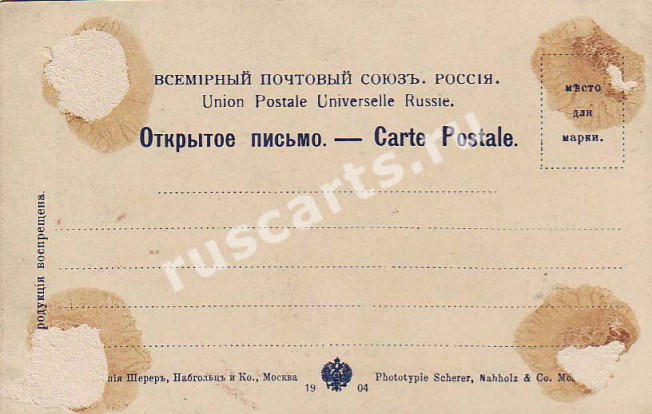 ВСЕМІРНЫЙ ПОЧТОВЫЙ СОЮЗЪ. РОССІЯ.
Union Postale Universelle Russie.
Открытое письмо. — Carte Postale.
мѣсто
для
марки.
родукція воспрещена.
нія Шереръ, Набгольцъ и Ко., Москва
19 04
Phototypie Scherer, Nabholz & Co. Mo
ruscarts.ru